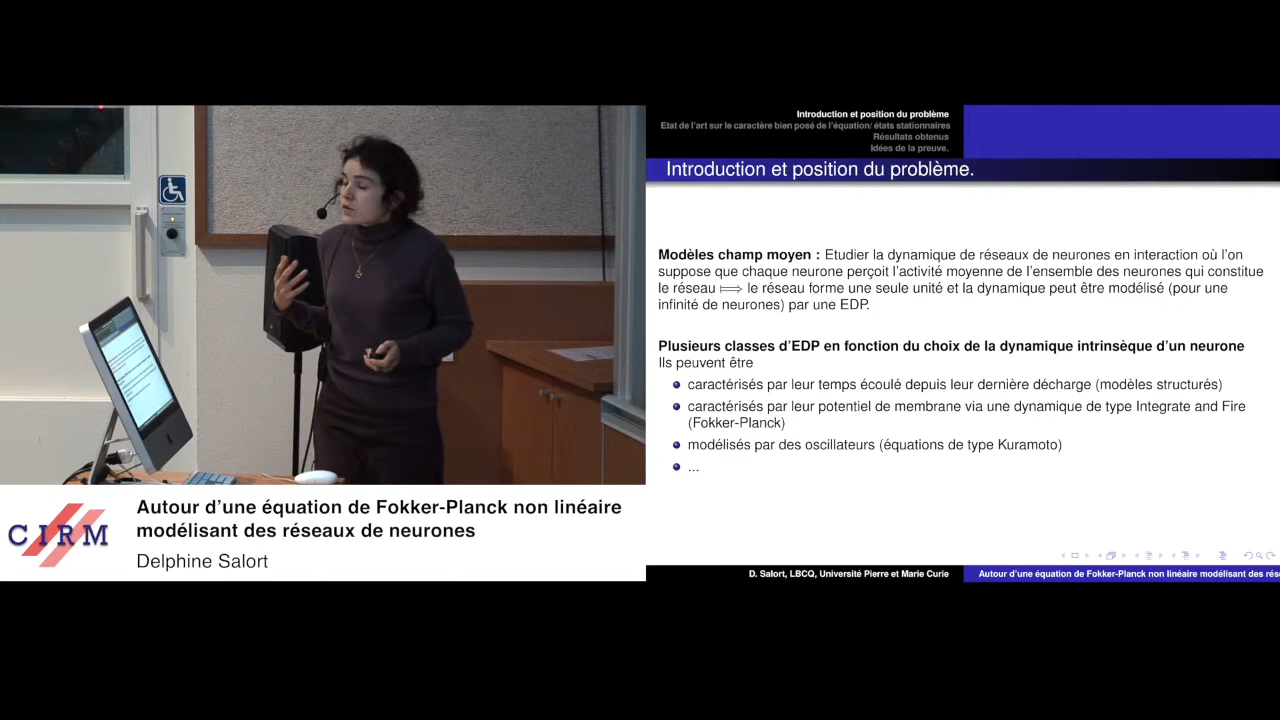 CIRM
Autour d'une équation de Fokker-Planck non linéaire
modélisant des réseaux de neurones
Delphine Salort
Introduction et position du problème
Etat de l'art sur le caractère bien posé de l'équation/ états stationnaires
Résultats obtenus
Idées de la preuve.
Introduction et position du problème.
Modèles champ moyen : Etudier la dynamique de réseaux de neurones en interaction où l'on
suppose que chaque neurone perçoit l'activité moyenne de l'ensemble des neurones qui constitue
le réseau ⟹ le réseau forme une seule unité et la dynamique peut être modélisé (pour une
infinité de neurones) par une EDP.
Plusieurs classes d'EDP en fonction du choix de la dynamique intrinsèque d'un neurone
Ils peuvent être
caractérisés par leur temps écoulé depuis leur dernière décharge (modèles structurés)
caractérisés par leur potentiel de membrane via une dynamique de type Integrate and Fire
(Fokker-Planck)
modélisés par des oscillateurs (équations de type Kuramoto)
...
D. Salort, LBCQ, Université Pierre et Marie Curie
Autour d'une équation de Fokker-Planck non linéaire modélisant des rés